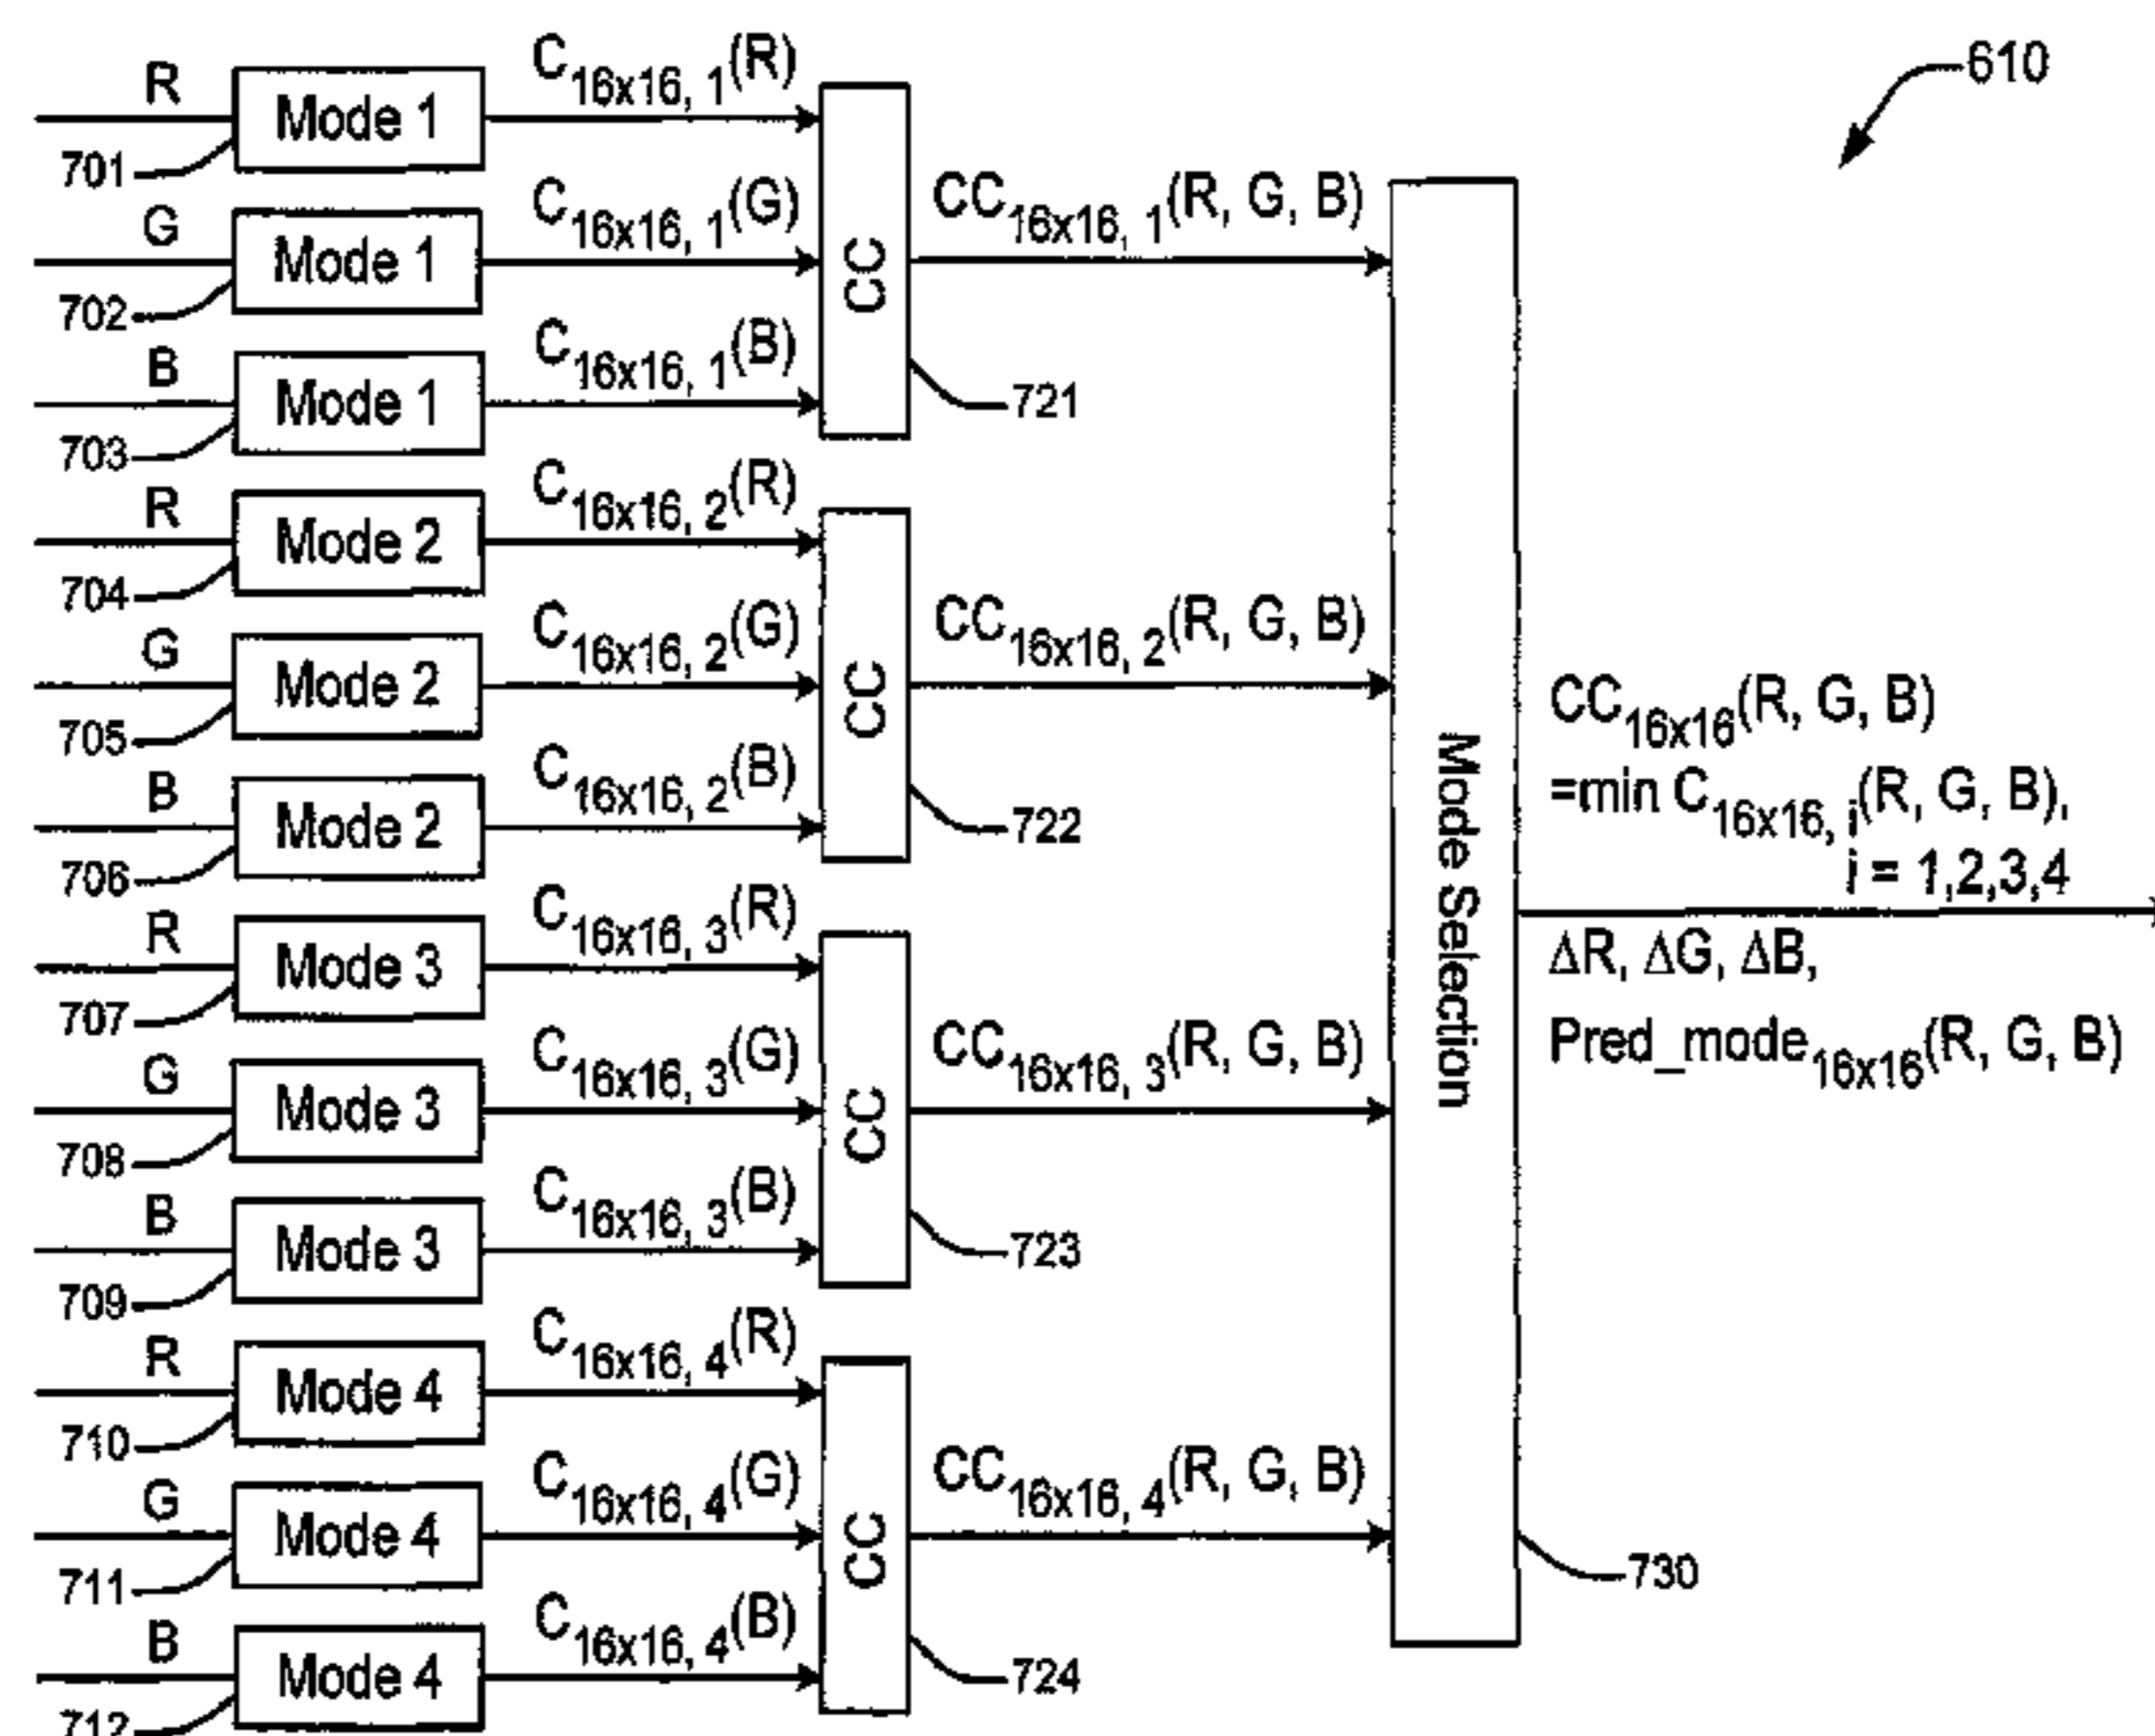 610
R
Mode 1
C16x16, 1(R)
701
G
Mode 1
C16x16, 1(G)
702
B
Mode 1
C16x16, 1(B)
703
CC
721
CC16x16, 1(R, G, B)
R
Mode 2
C16x16, 2(R)
704
G
Mode 2
C16x16, 2(G)
705
B
Mode 2
C16x16, 2(B)
706
CC
722
CC16x16, 2(R, G, B)
R
Mode 3
C16x16, 3(R)
707
G
Mode 3
C16x16, 3(G)
708
B
Mode 3
C16x16, 3(B)
709
CC
723
CC16x16, 3(R, G, B)
R
Mode 4
C16x16, 4(R)
710
G
Mode 4
C16x16, 4(G)
711
B
Mode 4
C16x16, 4(B)
712
CC
724
CC16x16, 4(R, G, B)
Mode Selection
730
CC16x16(R, G, B)
=min C16x16, i(R, G, B),
i = 1,2,3,4
ΔR, ΔG, ΔB,
Pred_mode16x16(R, G, B)